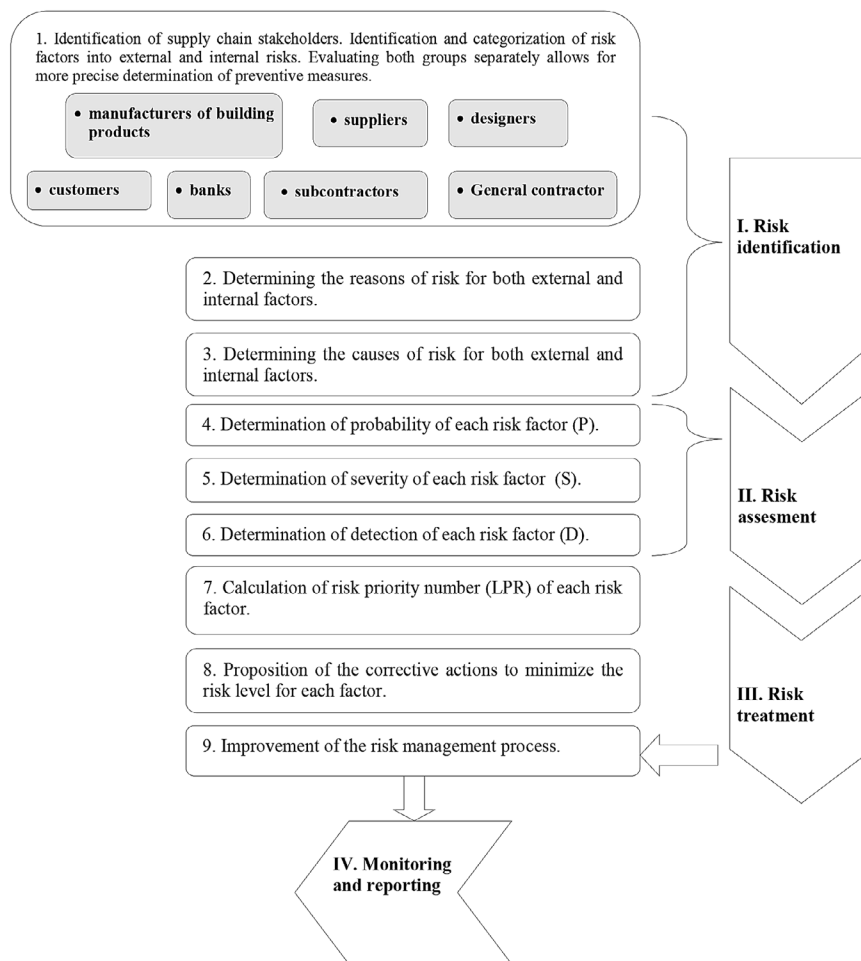 1. Identification of supply chain stakeholders. Identification and categorization of risk
factors into external and internal risks. Evaluating both groups separately allows for
more precise determination of preventive measures.
• manufacturers of building
products
• suppliers
• designers
• customers
• banks
• subcontractors
• General contractor
I. Risk
identification
2. Determining the reasons of risk for both external and
internal factors.
3. Determining the causes of risk for both external and
internal factors.
4. Determination of probability of each risk factor (P).
5. Determination of severity of each risk factor (S).
II. Risk
assesment
6. Determination of detection of each risk factor (D).
7. Calculation of risk priority number (LPR) of each risk
factor.
8. Proposition of the corrective actions to minimize the
risk level for each factor.
III. Risk
treatment
9. Improvement of the risk management process.
IV. Monitoring
and reporting